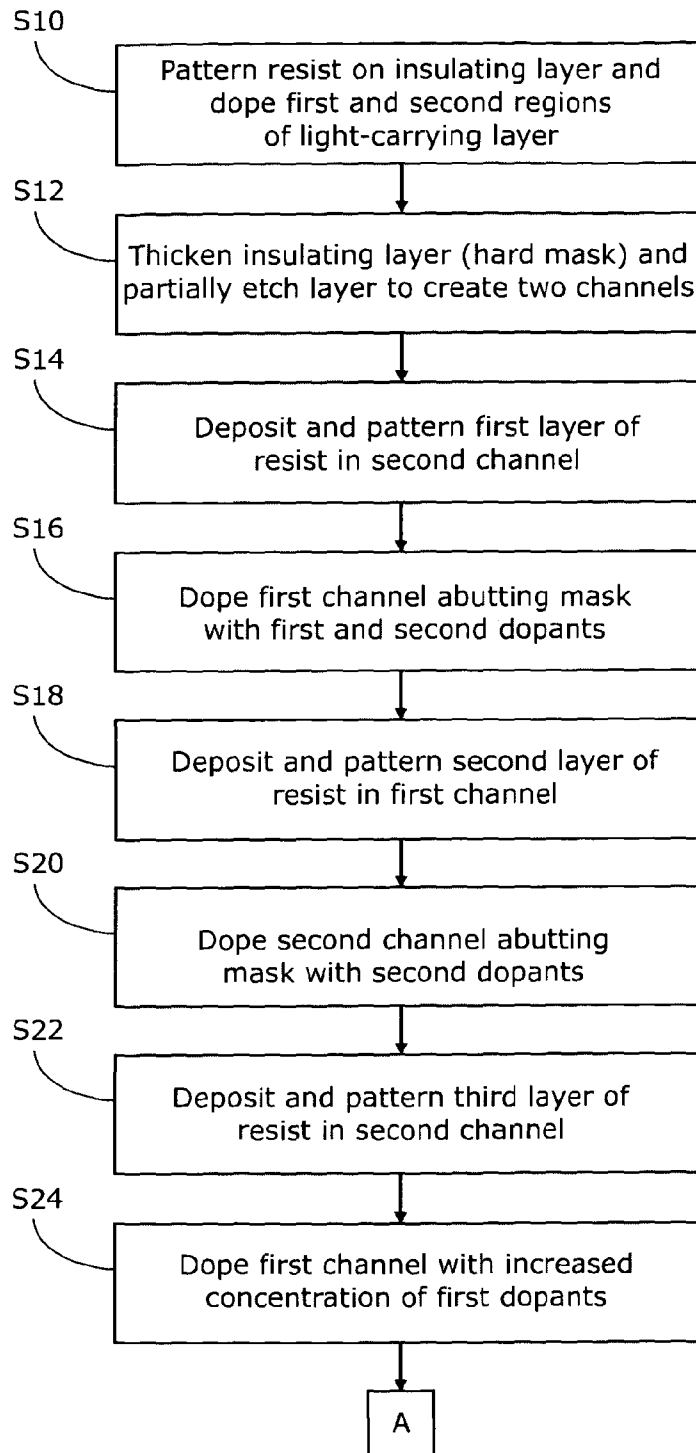 S10
Pattern resist on insulating layer and
dope first and second regions
of light-carrying layer
S12
Thicken insulating layer (hard mask) and
partially etch layer to create two channels
S14
Deposit and pattern first layer of
resist in second channel
S16
Dope first channel abutting mask
with first and second dopants
S18
Deposit and pattern second layer of
resist in first channel
S20
Dope second channel abutting
mask with second dopants
S22
Deposit and pattern third layer of
resist in second channel
S24
Dope first channel with increased
concentration of first dopants
A